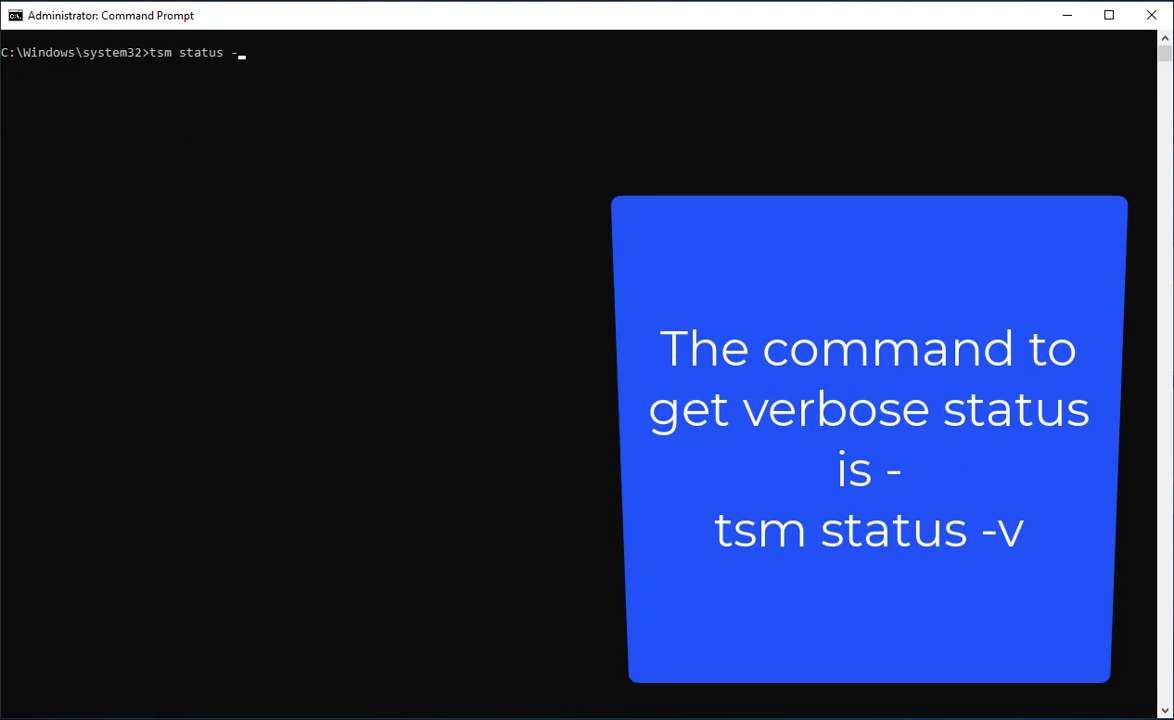 Administrator: Command Prompt
C:\Windows\system32>tsm status -
The command to
get verbose status
is -
tsm status -v